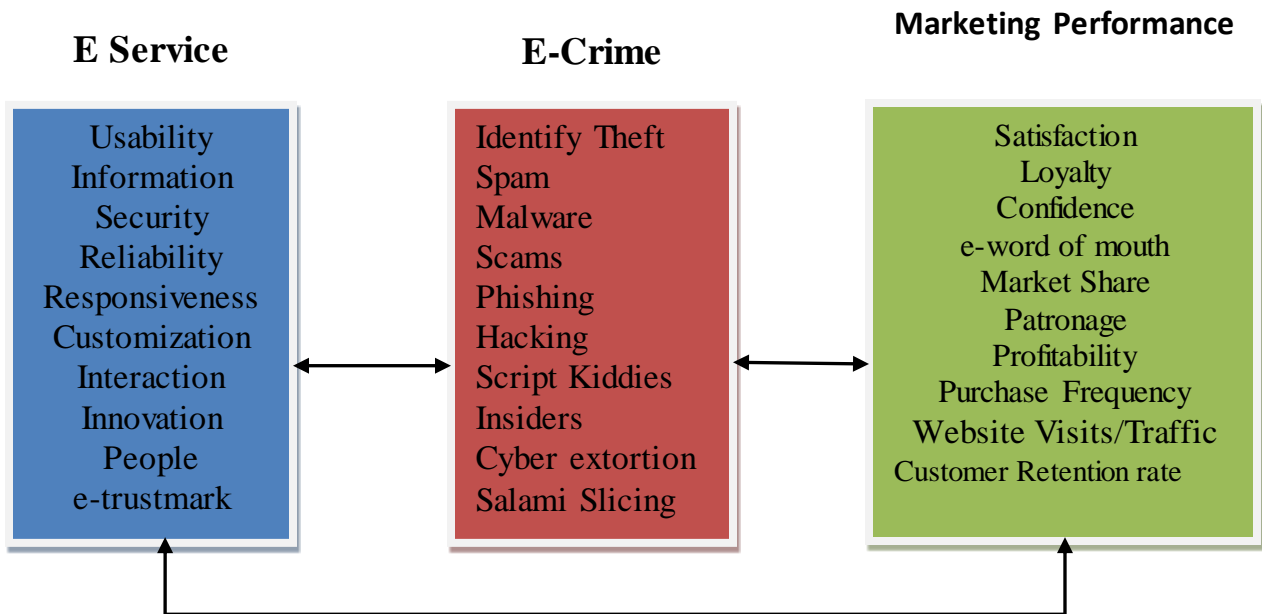 E Service
Usability
Information
Security
Reliability
Responsiveness
Customization
Interaction
Innovation
People
e-trustmark
E-Crime
Identify Theft
Spam
Malware
Scams
Phishing
Hacking
Script Kiddies
Insiders
Cyber extortion
Salami Slicing
Marketing Performance
Satisfaction
Loyalty
Confidence
e-word of mouth
Market Share
Patronage
Profitability
Purchase Frequency
Website Visits/Traffic
Customer Retention rate